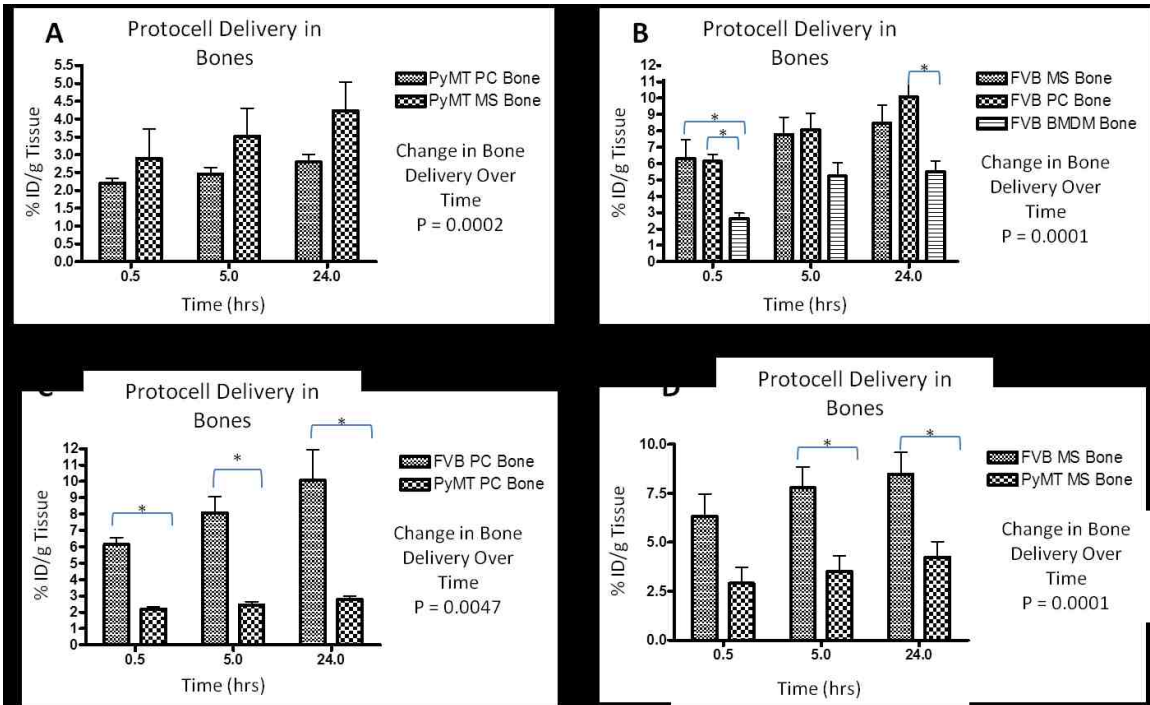 A
Protocell Delivery in
Bones
5.5
5.0
4.5
4.0
3.5
3.0
2.5
2.0
1.5
1.0
0.5
0.0
% ID/g Tissue
0.5 5.0 24.0
Time (hrs)
PyMT PC Bone
PyMT MS Bone
Change in Bone
Delivery Over
Time
P = 0.0002
B
Protocell Delivery in
Bones
12
11
10
9
8
7
6
5
4
3
2
1
0
% ID/g Tissue
* * *
0.5 5.0 24.0
Time (hrs)
FVB MS Bone
FVB PC Bone
FVB BMDM Bone
Change in Bone
Delivery Over
Time
P = 0.0001
C
Protocell Delivery in
Bones
12
11
10
9
8
7
6
5
4
3
2
1
0
% ID/g Tissue
* * *
0.5 5.0 24.0
Time (hrs)
FVB PC Bone
PyMT PC Bone
Change in Bone
Delivery Over
Time
P = 0.0047
D
Protocell Delivery in
Bones
10.0
7.5
5.0
2.5
0.0
% ID/g Tissue
* *
0.5 5.0 24.0
Time (hrs)
FVB MS Bone
PyMT MS Bone
Change in Bone
Delivery Over
Time
P = 0.0001